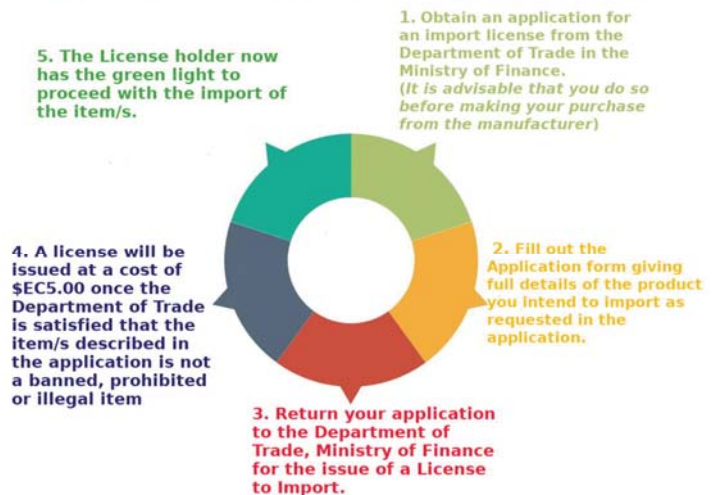 1. Obtain an application for
an import license from the
Department of Trade in the
Ministry of Finance.
(It is advisable that you do so
before making your purchase
from the manufacturer)
2. Fill out the
Application form giving
full details of the product
you intend to import as
requested in the
application.
3. Return your application
to the Department of
Trade, Ministry of Finance
for the issue of a License
to Import.
4. A license will be
issued at a cost of
$EC5.00 once the
Department of Trade
is satisfied that the
item/s described in
the application is not
a banned, prohibited
or illegal item
5. The License holder now
has the green light to
proceed with the import of
the item/s.